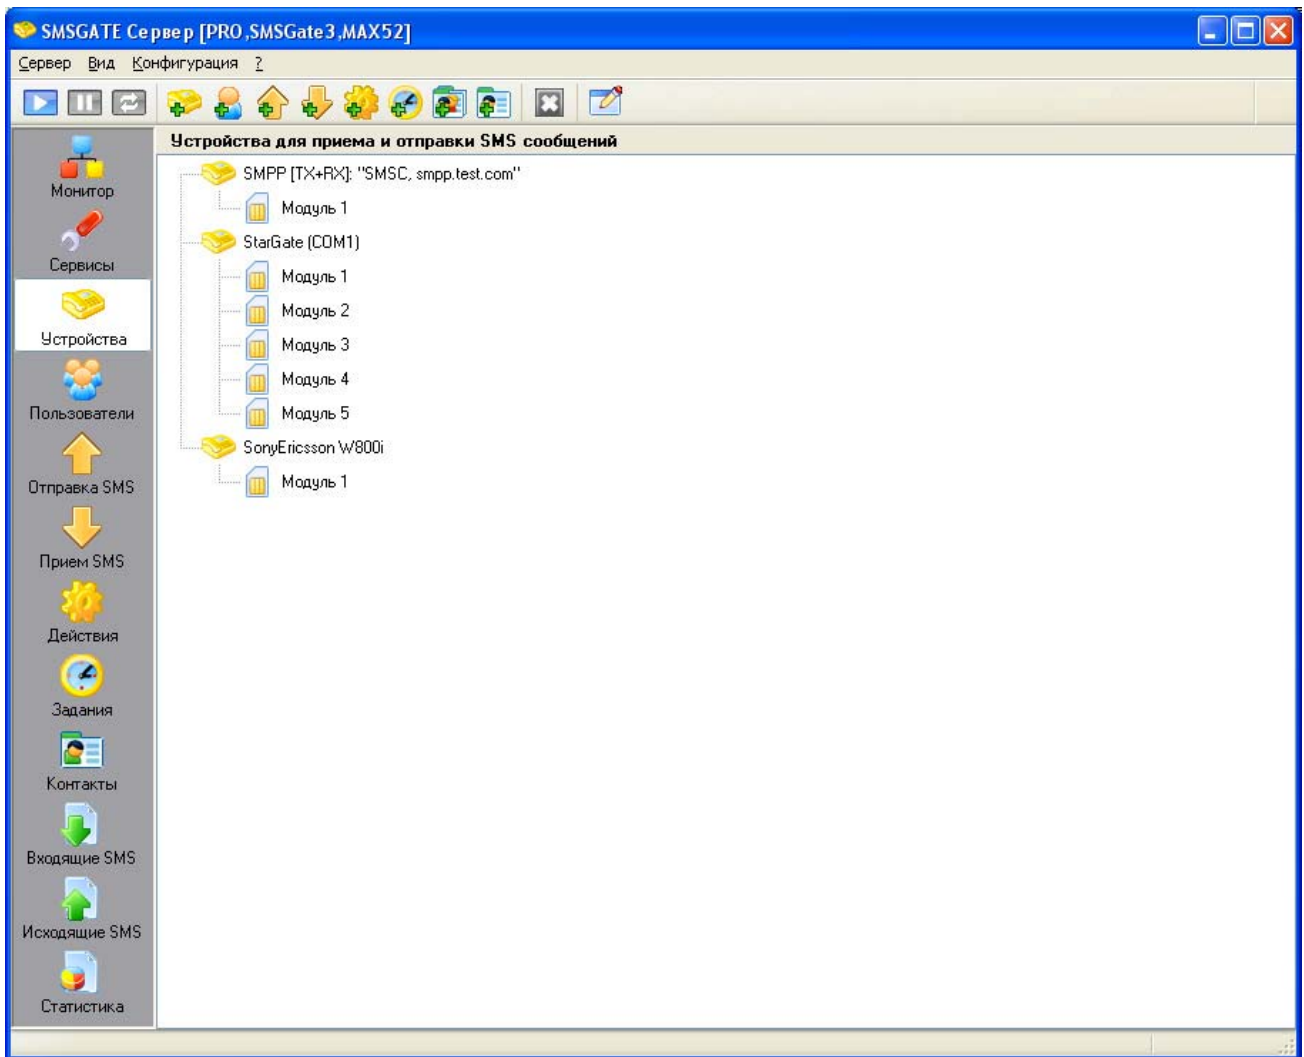 SMSGATE Сервер [PRO,SMSGate3,MAX52]
Сервер Вид Конфигурация ?
Устройства для приема и отправки SMS сообщений
SMPP [TX+RX]: "SMSC, smpp.test.com"
Модуль 1
StarGate (COM1)
Модуль 1
Модуль 2
Модуль 3
Модуль 4
Модуль 5
SonyEricsson W800i
Модуль 1
Монитор
Сервисы
Устройства
Пользователи
Отправка SMS
Прием SMS
Действия
Задания
Контакты
Входящие SMS
Исходящие SMS
Статистика